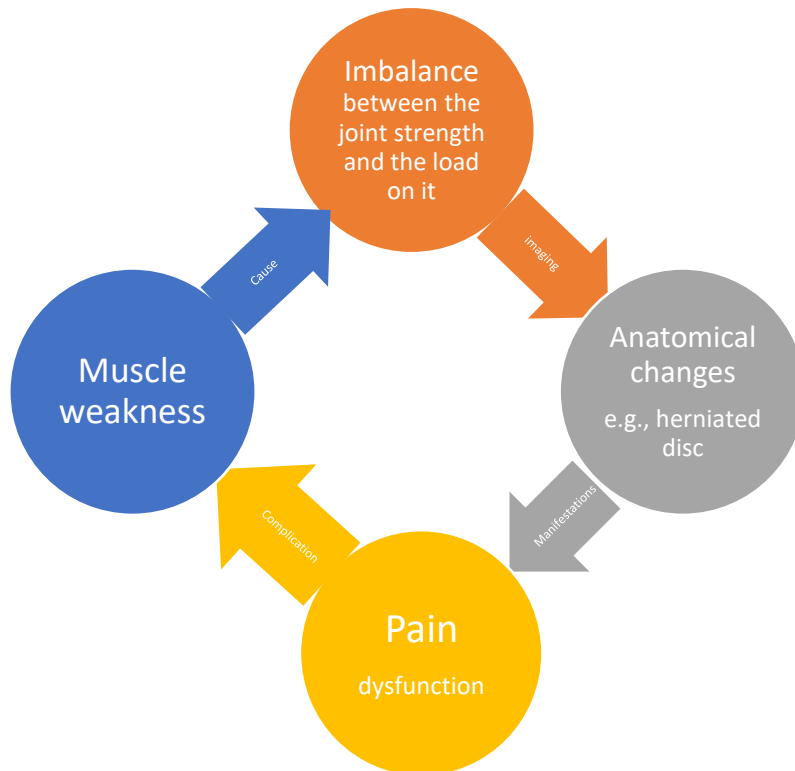 Imbalance
between the
joint strength
and the load
on it
imaging
Anatomical
changes
e.g., herniated
disc
Manifestations
Pain
dysfunction
Complication
Muscle
weakness
Cause